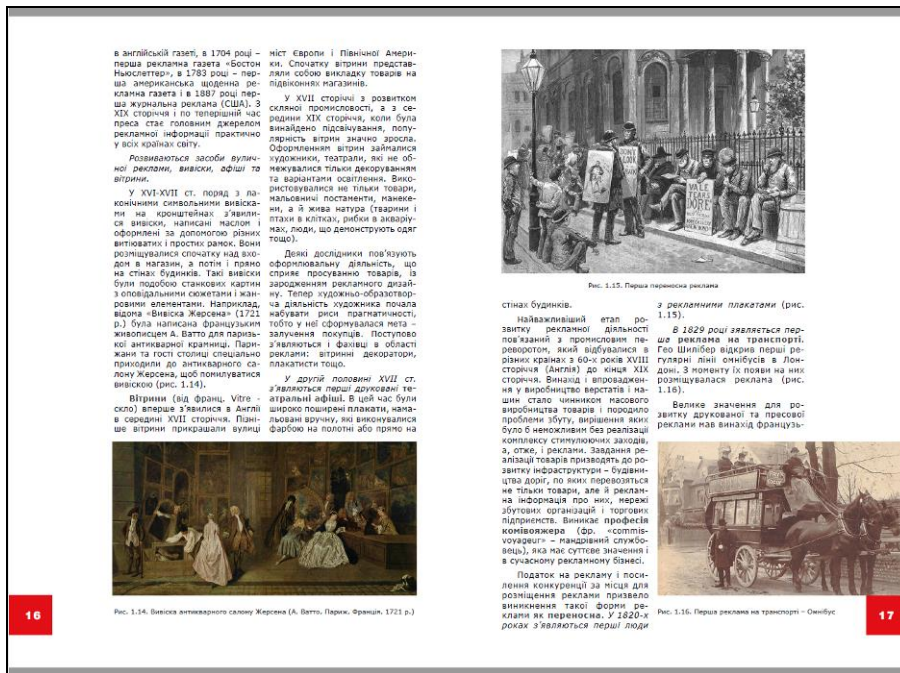 в англійській газеті, в 1704 році –
перша рекламна газета «Бостон
Ньюслеттер», в 1783 році – пер-
ша американська щоденна ре-
кламна газета і в 1887 році пер-
ша журнальна реклама (США). З
XIX сторіччя і по теперішній час
преса стає головним джерелом
рекламної інформації практично
у всіх країнах світу.
Розвиваються засоби вулич-
ної реклами, вивіски, афіші та
вітрини.
У XVI-XVII ст. поряд з ла-
конічними символьними вивіска-
ми на кронштейнах з'явили-
ся вивіски, написані маслом і
оформлені за допомогою різних
витіюватих і простих рамок. Вони
розміщувалися спочатку над вхо-
дом в магазин, а потім і прямо
на стінах будинків. Такі вивіски
були подобою станкових картин
з оповідальними сюжетами і жан-
ровими елементами. Наприклад,
відома «Вивіска Жерсена» (1721
р.) була написана французьким
живописцем А. Ватто для паризь-
кої антикварної крамниці. Пари-
жани та гості столиці спеціально
приходили до антикварного са-
лону Жерсена, щоб помилуватися
вивіскою (рис. 1.14).
Вітрини (від франц. Vitre -
скло) вперше з'явилися в Англії
в середині XVII сторіччя. Пізні-
ше вітрини прикрашали вулиці
міст Європи і Північної Амери-
ки. Спочатку вітрини представ-
ляли собою викладку товарів на
підвіконнях магазинів.
У XVII сторіччі з розвитком
скляної промисловості, а з се-
редини XIX сторіччя, коли була
винайдено підсвічування, попу-
лярність вітрин значно зросла.
Оформленням вітрин займалися
художники, театрали, які не об-
межувалися тільки декоруванням
та варіантами освітлення. Вико-
ристовувалися не тільки товари,
мальовничі постаменти, манеке-
ни, а й жива натура (тварини і
птахи в клітках, рибки в акваріу-
мах, люди, що демонструють одяг
тощо).
Деякі дослідники пов'язують
оформлювальну діяльність, що
сприяє просуванню товарів, із
зародженням рекламного дизай-
ну. Тепер художньо-образотвор-
ча діяльність художника почала
набувати риси прагматичності,
тобто у неї сформувалася мета –
залучення покупців. Поступово
з'являються і фахівці в області
реклами: вітринні декоратори,
плакатисти тощо.
У другій половині XVII ст.
з'являються перші друковані те-
атральні афіші. В цей час були
широко поширені плакати, нама-
льовані вручну, які виконувалися
фарбою на полотні або прямо на
Рис. 1.14. Вивіска антикварного салону Жерсена (А. Ватто. Париж. Франція. 1721 р.)
16
DON'T
LOOK
VALE
TEARS
DORE
Рис. 1.15. Перша переносна реклама
стінах будинків.
Найважливіший етап ро-
звитку рекламної діяльності
пов'язаний з промисловим пе-
реворотом, який відбувалися в
різних країнах з 60-х років XVIII
сторіччя (Англія) до кінця XIX
сторіччя. Винахід і впроваджен-
ня у виробництво верстатів і ма-
шин стало чинником масового
виробництва товарів і породило
проблеми збуту, вирішення яких
було б неможливим без реалізації
комплексу стимулюючих заходів,
а, отже, і реклами. Завдання ре-
алізації товарів призводять до ро-
звитку інфраструктури – будівни-
цтва доріг, по яких перевозяться
не тільки товари, але й реклам-
на інформація про них, мережі
збутових організацій і торгових
підприємств. Виникає професія
комівояжера (фр. «commis-
voyageur» – мандрівний службо-
вець), яка має суттєве значення і
в сучасному рекламному бізнесі.
Податок на рекламу і поси-
лення конкуренції за місця для
розміщення реклами призвело
виникнення такої форми ре-
клами як переносна. У 1820-х
роках з'являються перші люди
з рекламними плакатами (рис.
1.15).
В 1829 році зявляється пер-
ша реклама на транспорті.
Гео Шилібер відкрив перші ре-
гулярні лінії омнібусів в Лон-
доні. З моменту їх появи на них
розміщувалася реклама (рис.
1.16).
Велике значення для ро-
звитку друкованої та пресової
реклами мав винахід французь-
Рис. 1.16. Перша реклама на транспорті – Омнібус
17